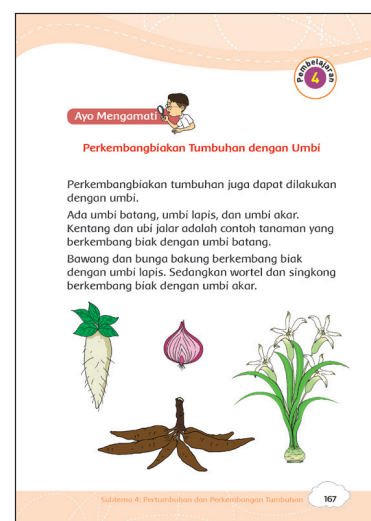 Pembelajaran
4
Ayo Mengamati
Perkembangbiakan Tumbuhan dengan Umbi
Perkembangbiakan tumbuhan juga dapat dilakukan
dengan umbi.
Ada umbi batang, umbi lapis, dan umbi akar.
Kentang dan ubi jalar adalah contoh tanaman yang
berkembang biak dengan umbi batang.
Bawang dan bunga bakung berkembang biak
dengan umbi lapis. Sedangkan wortel dan singkong
berkembang biak dengan umbi akar.
Subtema 4: Pertumbuhan dan Perkembangan Tumbuhan
167